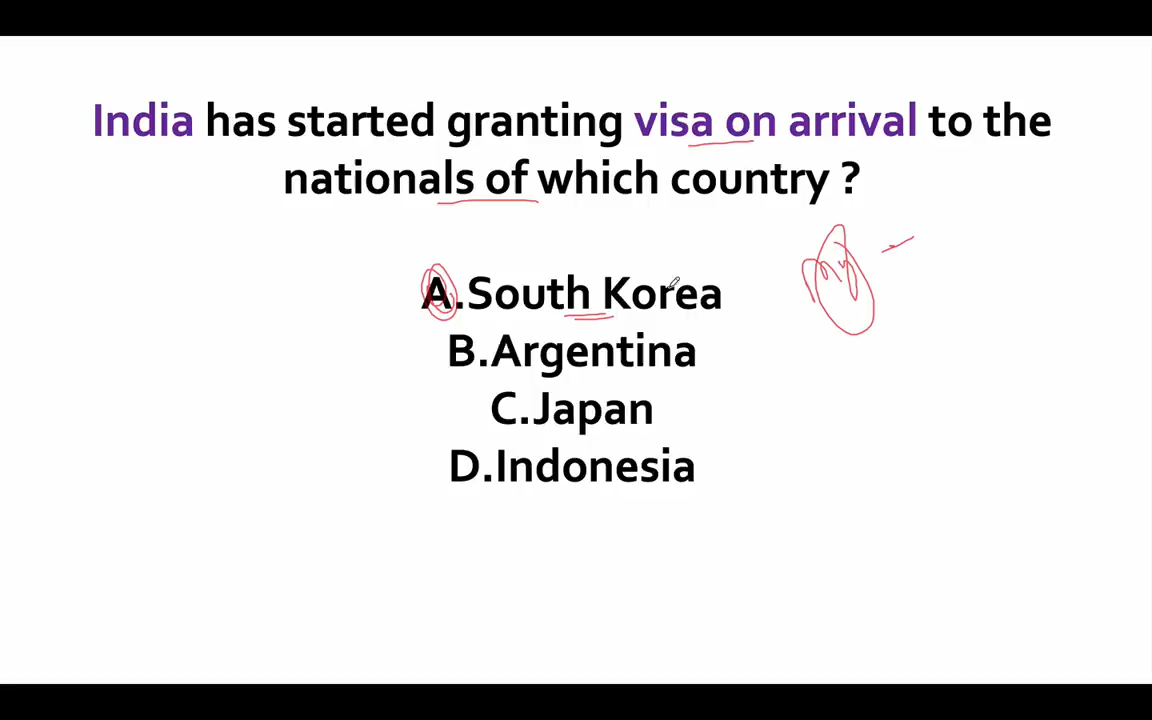 India has started granting visa on arrival to the
nationals of which country ?
A.South Korea
B.Argentina
C.Japan
D.Indonesia